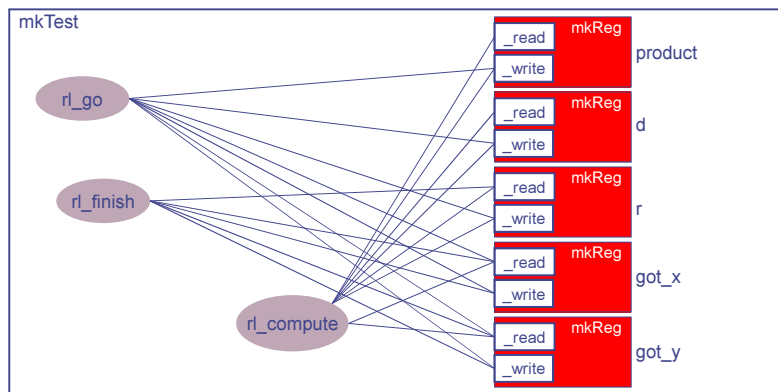 mkTest
rl_go
rl_finish
rl_compute
_read
mkReg
_write
product
_read
mkReg
_write
d
_read
mkReg
_write
r
_read
mkReg
_write
got_x
_read
mkReg
_write
got_y